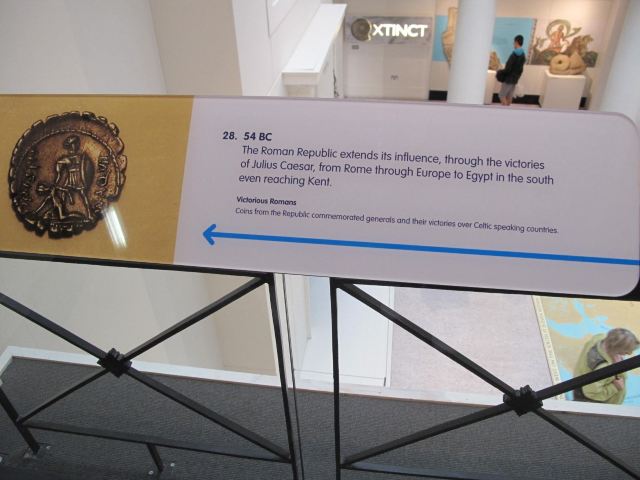 XTINCT
28. 54 BC
The Roman Republic extends its influence, through the victories
of Julius Caesar, from Rome through Europe to Egypt in the south
even reaching Kent.
Victorious Romans
Coins from the Republic commemorated generals and their victories over Celtic speaking countries.